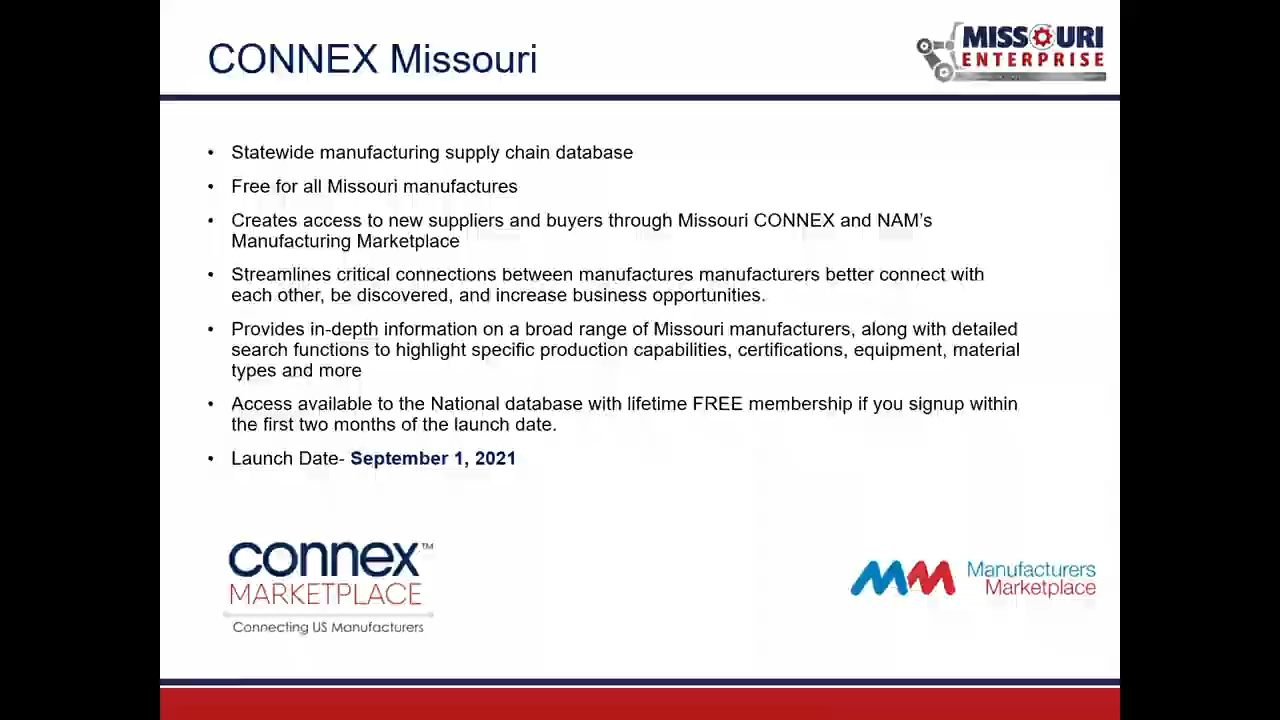 CONNEX Missouri
MISSOURI
ENTERPRISE
• Statewide manufacturing supply chain database
• Free for all Missouri manufactures
• Creates access to new suppliers and buyers through Missouri CONNEX and NAM's
Manufacturing Marketplace
• Streamlines critical connections between manufactures manufacturers better connect with
each other, be discovered, and increase business opportunities.
• Provides in-depth information on a broad range of Missouri manufacturers, along with detailed
search functions to highlight specific production capabilities, certifications, equipment, material
types and more
• Access available to the National database with lifetime FREE membership if you signup within
the first two months of the launch date.
• Launch Date- September 1, 2021
connex™
MARKETPLACE
Connecting US Manufacturers
Manufacturers
Marketplace